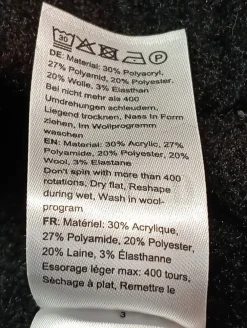 30 P
DE: Material: 30% Polyacryl,
27% Polyamid, 20% Polyester,
20% Wolle, 3% Elasthan
Bei nicht mehr als 400
Umdrehungen schleudern,
Liegend trocknen, Nass In Form
ziehen, Im Wollprogramm
waschen
EN: Material: 30% Acrylic, 27%
Polyamide, 20% Polyester, 20%
Wool, 3% Elastane
Don't spin with more than 400
rotations, Dry flat, Reshape
during wet, Wash in wool-
program
FR: Matériel: 30% Acrylique,
27% Polyamide, 20% Polyester,
20% Laine, 3% Élasthanne
Essorage léger max: 400 tours,
Sèchage à plat, Remettre le
3